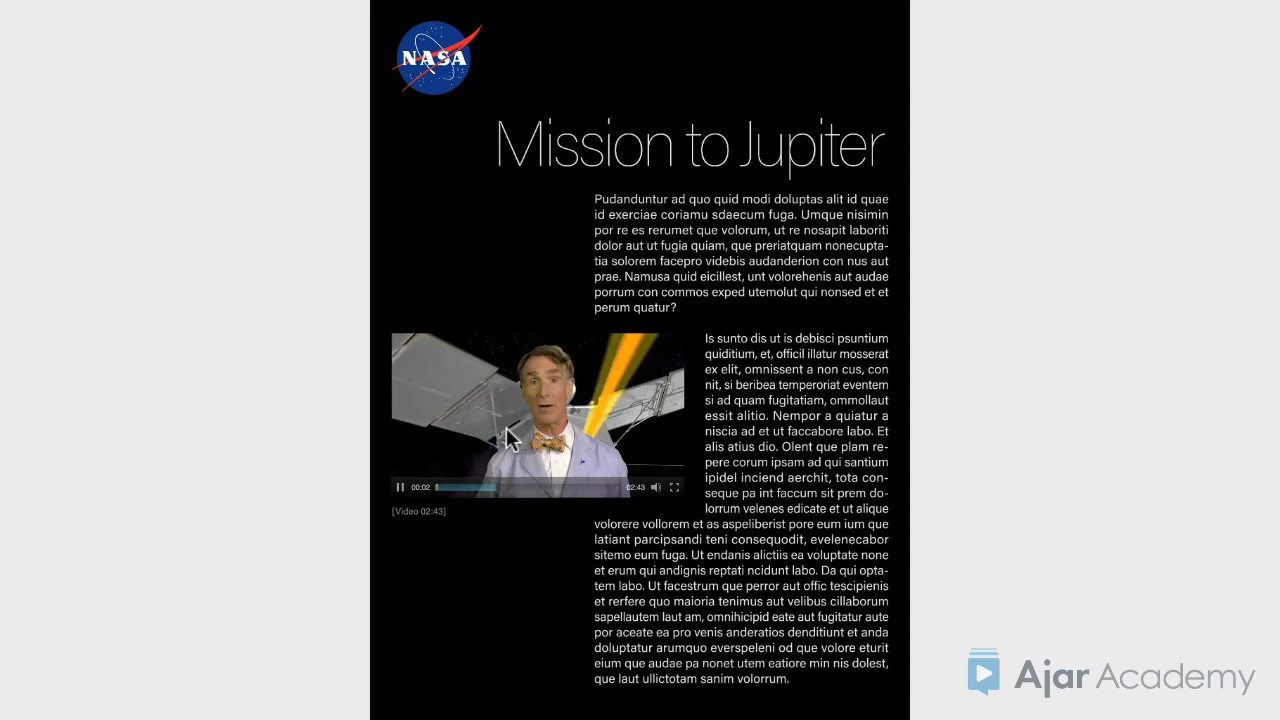 NASA
Mission to Jupiter
Pudanduntur ad quo quid modi doluptas alit id quae
id exerciae coriamu sdaecum fuga. Umque nisimin
por re es rerumet que volorum, ut re nosapit laboriti
dolor aut ut fugia quiam, que preriatquam nonecupta-
tia solorem facepro videbis audanderion con nus aut
prae. Namusa quid eicillest, unt volorehenis aut audae
porrum con commos exped utemolut qui nonsed et et
perum quatur?
Is sunto dis ut is debisci psuntium
quiditium, et, officil illatur mosserat
ex elit, omnissent a non cus, con
nit, si beribea temperoriat eventem
si ad quam fugitatiam, ommollaut
essit alitio. Nempor a quiatur a
niscia ad et ut faccabore labo. Et
alis atius dio. Olent que plam re-
pere corum ipsam ad qui santium
ipidel inciend aerchit, tota con-
seque pa int faccum sit prem do-
lorrum velenes edicate et ut alique
volorere vollorem et as aspeliberist pore eum ium que
latiant parcipsandi teni consequodit, evelenecabor
sitemo eum fuga. Ut endanis alictiis ea voluptate none
et erum qui andignis reptati ncidunt labo. Da qui opta-
tem labo. Ut facestrum que perror aut offic tescipienis
et rerfere quo maioria tenimus aut velibus cillaborum
sapellautem laut am, omnihicipid eate aut fugitatur aute
por aceate ea pro venis anderatios denditiunt et anda
doluptatur arumquo everspeleni od que volore eturit
eium que audae pa nonet utem eatiore min nis dolest,
que laut ullictotam sanim volorrum.
00:02 02:43
[Video 02:43]
Ajar Academy